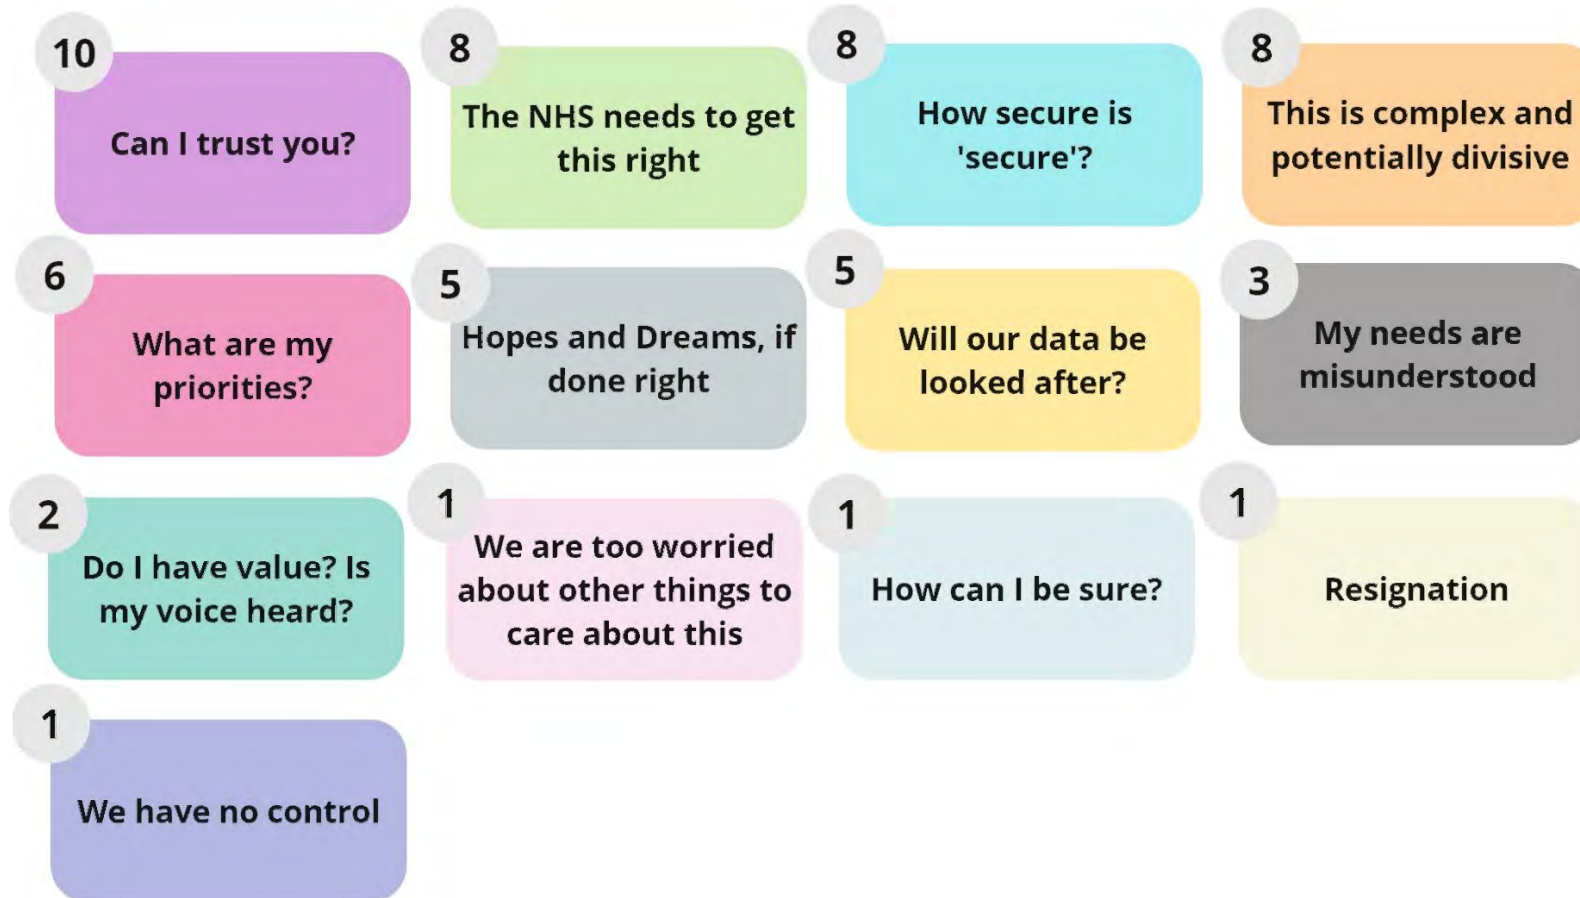 10
Can I trust you?
8
The NHS needs to get
this right
8
How secure is
'secure'?
8
This is complex and
potentially divisive
6
What are my
priorities?
5
Hopes and Dreams, if
done right
5
Will our data be
looked after?
3
My needs are
misunderstood
2
Do I have value? Is
my voice heard?
1
We are too worried
about other things to
care about this
1
How can I be sure?
1
Resignation
1
We have no control